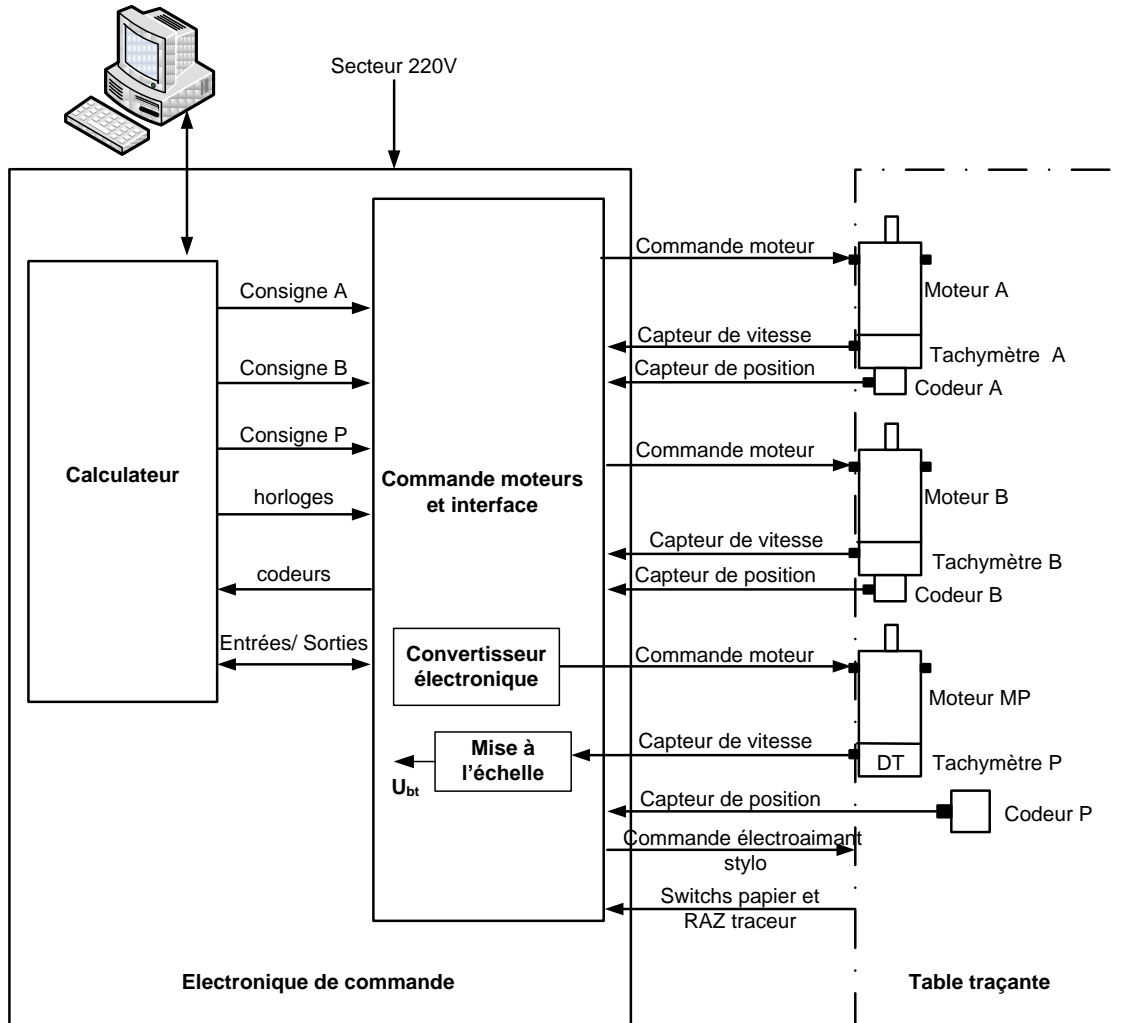 Secteur 220V
Commande moteur
Consigne A
Moteur A
Capteur de vitesse
Tachymètre A
Capteur de position
Codeur A
Consigne B
Consigne P
Commande moteur
Calculateur
Commande moteurs
et interface
horloges
Moteur B
Capteur de vitesse
Tachymètre B
codeurs
Capteur de position
Codeur B
Entrées/ Sorties
Convertisseur
électronique
Commande moteur
Moteur MP
Mise à
l'échelle
Capteur de vitesse
DT
Tachymètre P
Ubt
Capteur de position
Codeur P
Commande électroaimant
stylo
Switchs papier et
RAZ traceur
Electronique de commande
Table traçante